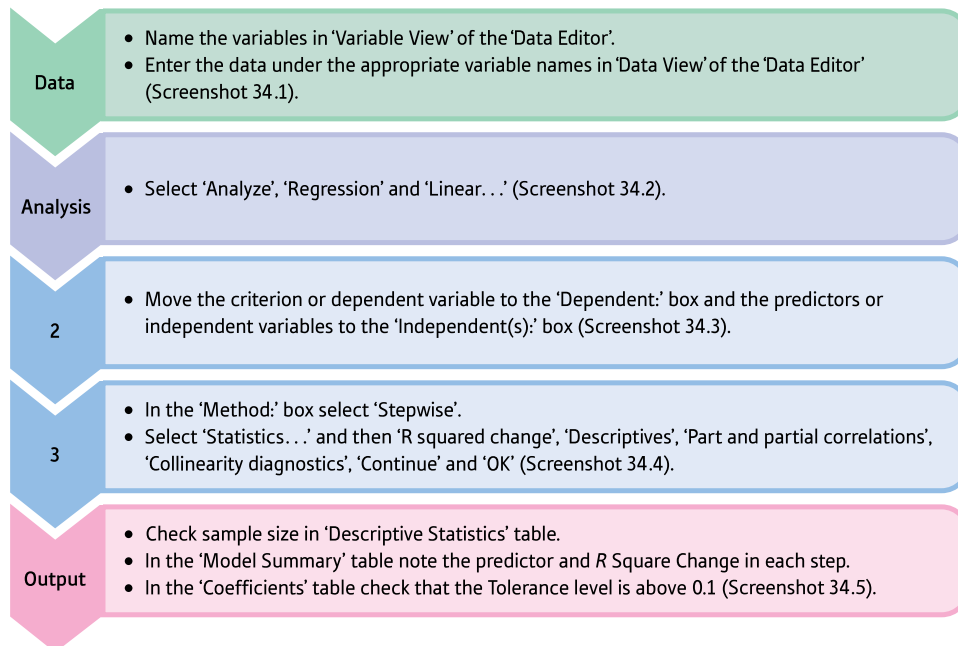 Data
• Name the variables in ‘Variable View’ of the ‘Data Editor’.
• Enter the data under the appropriate variable names in ‘Data View’ of the ‘Data Editor’
(Screenshot 34.1).
Analysis
• Select ‘Analyze’, ‘Regression’ and ‘Linear. . .’ (Screenshot 34.2).
2
• Move the criterion or dependent variable to the ‘Dependent:’ box and the predictors or
independent variables to the ‘Independent(s):’ box (Screenshot 34.3).
3
• In the ‘Method:’ box select ‘Stepwise’.
• Select ‘Statistics. . .’ and then ‘R squared change’, ‘Descriptives’, ‘Part and partial correlations’,
‘Collinearity diagnostics’, ‘Continue’ and ‘OK’ (Screenshot 34.4).
Output
• Check sample size in ‘Descriptive Statistics’ table.
• In the ‘Model Summary’ table note the predictor and R Square Change in each step.
• In the ‘Coefficients’ table check that the Tolerance level is above 0.1 (Screenshot 34.5).